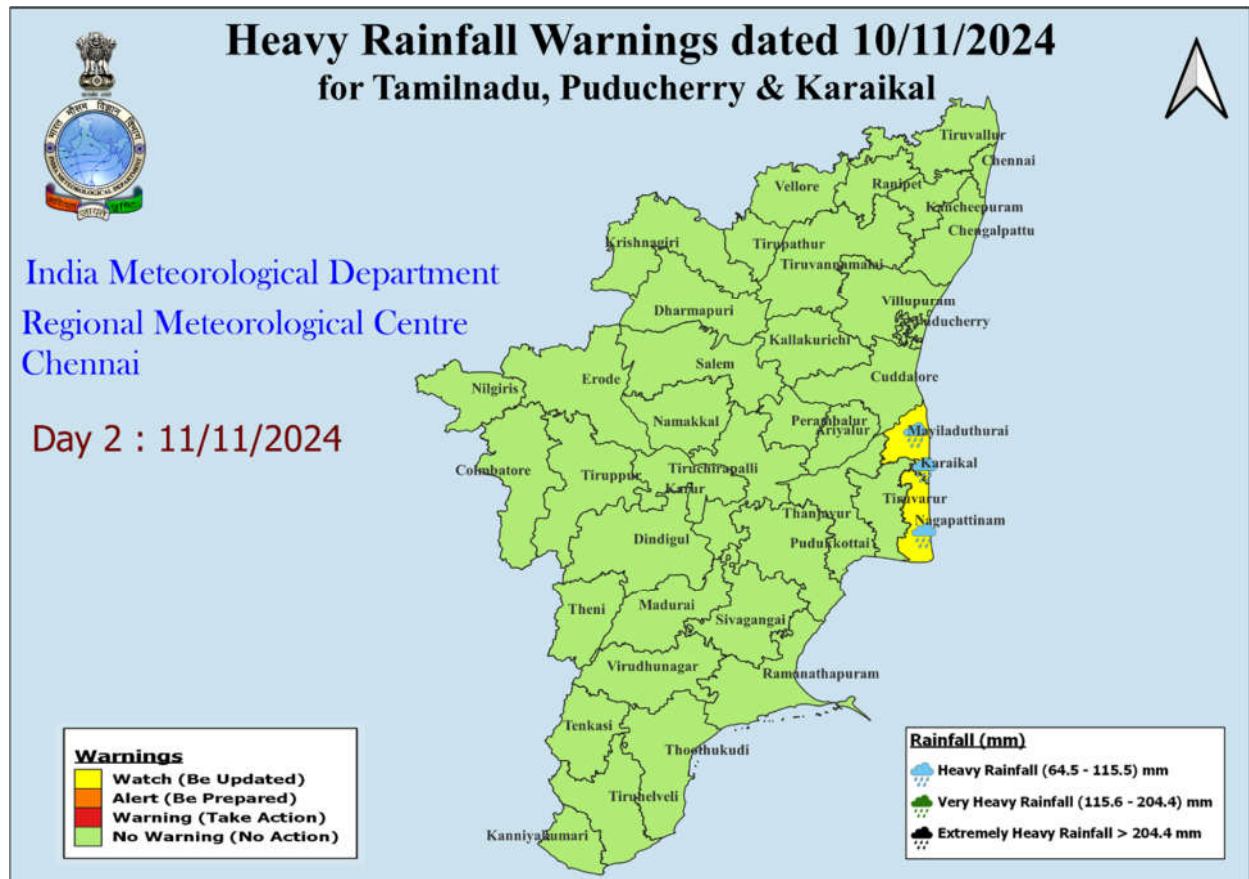 Heavy Rainfall Warnings dated 10/11/2024
for Tamilnadu, Puducherry & Karaikal
भारत मौसम विज्ञान विभाग
INDIA METEOROLOGICAL DEPARTMENT
India Meteorological Department
Regional Meteorological Centre
Chennai
Day 2 : 11/11/2024
Tiruvallur
Chennai
Vellore
Ranipet
Kancheepuram
Chengalpattu
Krishnagiri
Tirupathur
Tiruvannamalai
Villupuram
Puducherry
Dharmapuri
Kallakurichi
Salem
Cuddalore
Nilgiris
Erode
Namakkal
Perambalur
Ariyalur
Mayiladuthurai
Coimbatore
Tiruppur
Tiruchirapalli
Karur
Karaikal
Tiruvarur
Thanjavur
Nagapattinam
Dindigul
Pudukkottai
Theni
Madurai
Sivagangai
Virudhunagar
Ramanathapuram
Tenkasi
Thoothukudi
Tirunelveli
Kanniyakumari
Warnings
Watch (Be Updated)
Alert (Be Prepared)
Warning (Take Action)
No Warning (No Action)
Rainfall (mm)
Heavy Rainfall (64.5 - 115.5) mm
Very Heavy Rainfall (115.6 - 204.4) mm
Extremely Heavy Rainfall > 204.4 mm